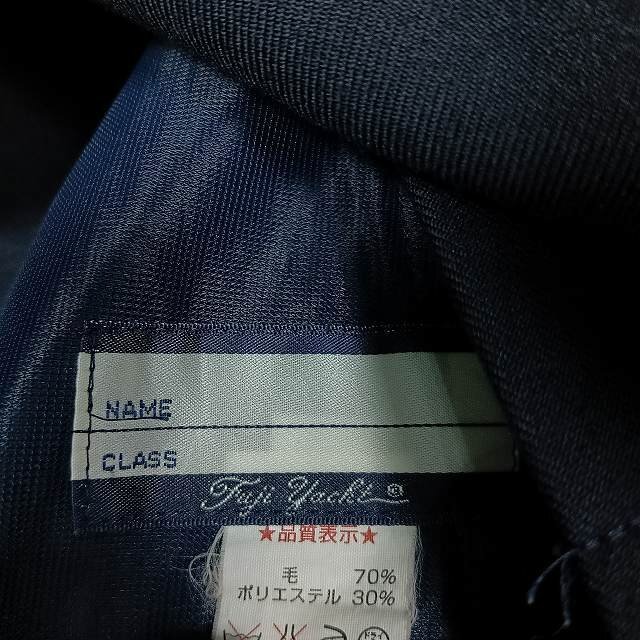 NAME
CLASS
Fuji Yacht ®
★品質表示★
毛 70%
ポリエステル 30%